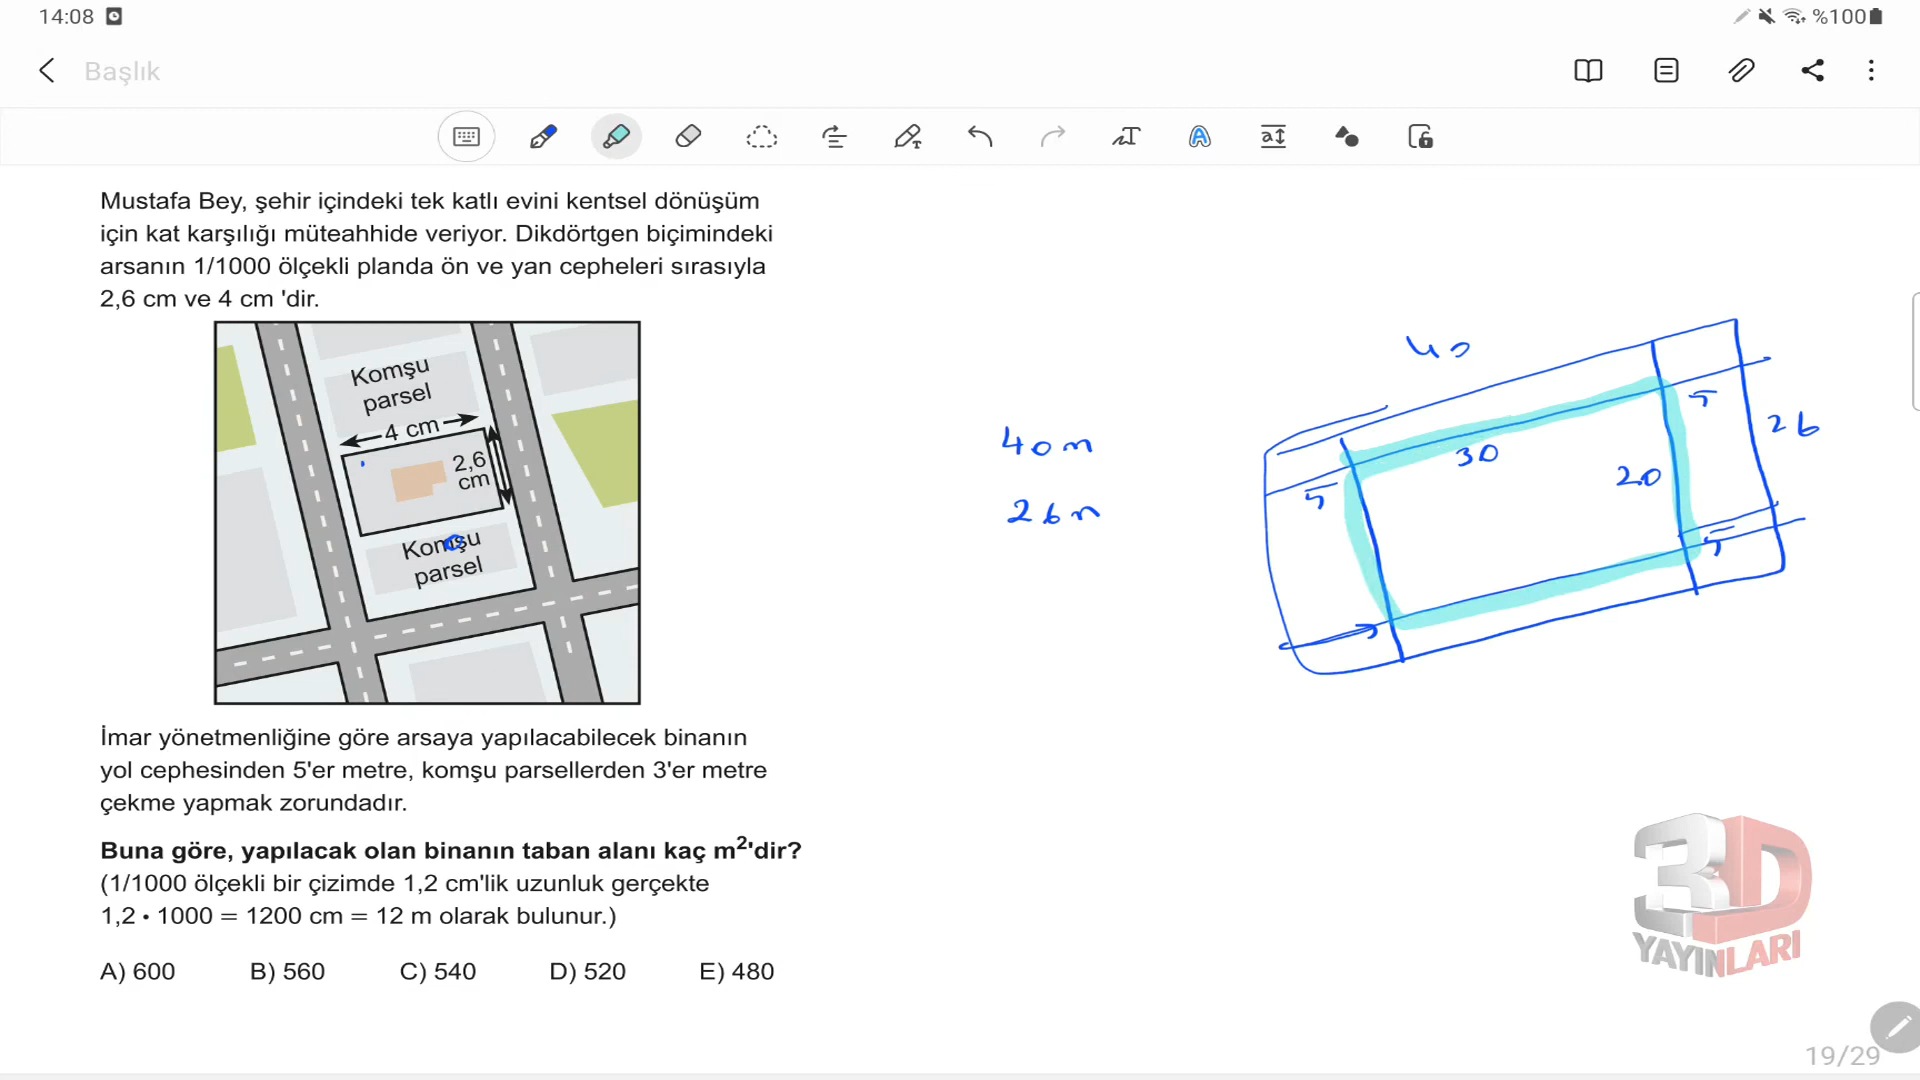 14:08
%100
Başlık
Mustafa Bey, şehir içindeki tek katlı evini kentsel dönüşüm
için kat karşılığı müteahhide veriyor. Dikdörtgen biçimindeki
arsanın 1/1000 ölçekli planda ön ve yan cepheleri sırasıyla
2,6 cm ve 4 cm 'dir.
Komşu
parsel
4 cm
2,6
cm
Komşu
parsel
40 m
26 m
40
5
26
30
20
5
5
İmar yönetmenliğine göre arsaya yapılacabilecek binanın
yol cephesinden 5'er metre, komşu parsellerden 3'er metre
çekme yapmak zorundadır.
Buna göre, yapılacak olan binanın taban alanı kaç m²'dir?
(1/1000 ölçekli bir çizimde 1,2 cm'lik uzunluk gerçekte
1,2 • 1000 = 1200 cm = 12 m olarak bulunur.)
A) 600 B) 560 C) 540 D) 520 E) 480
3D
YAYINLARI
19/29